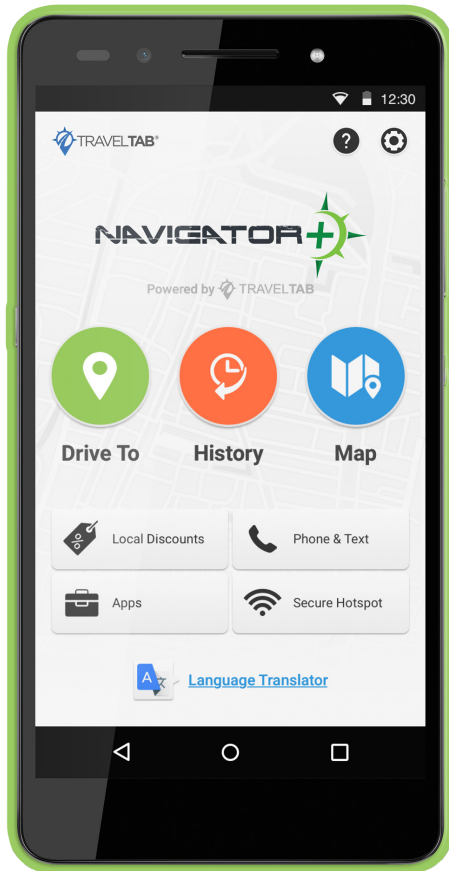 12:30
TRAVELTAB®
?
NAVIGATOR+
Powered by TRAVELTAB
Drive To
History
Map
%
Local Discounts
Phone & Text
Apps
Secure Hotspot
A 文
Language Translator